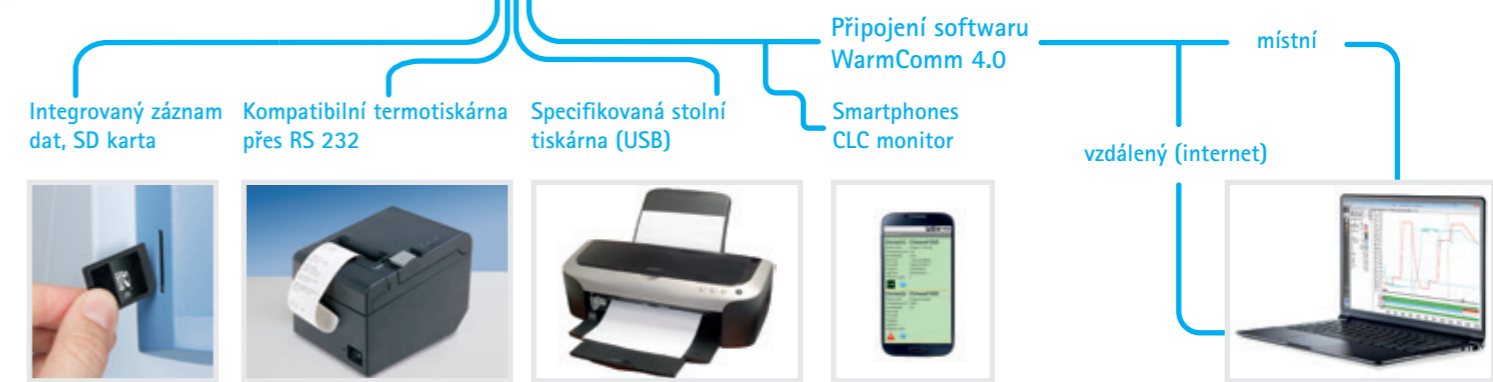 Připojení softwaru
WarmComm 4.0
místní
Integrovaný záznam
dat, SD karta
Kompatibilní termotiskárna
přes RS 232
Specifikovaná stolní
tiskárna (USB)
Smartphones
CLC monitor
vzdálený (internet)